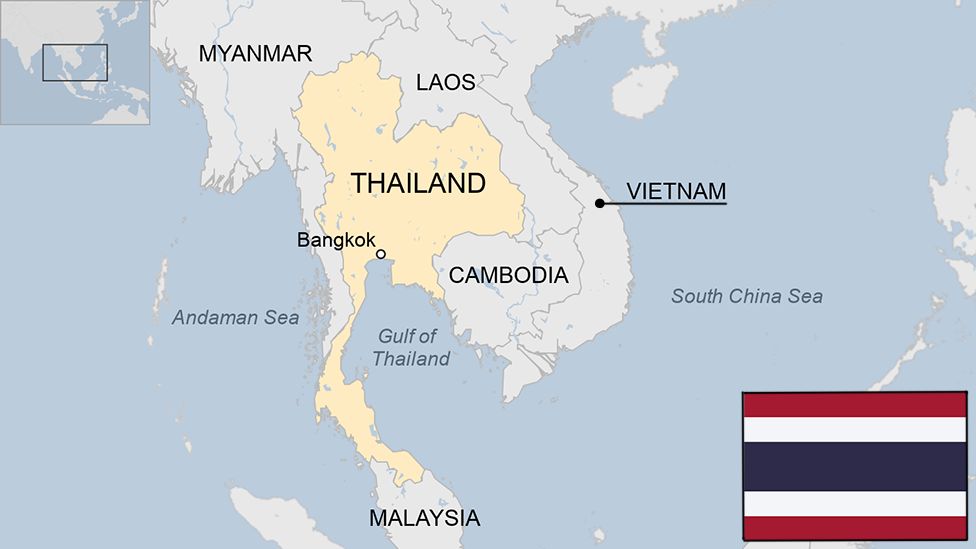 MYANMAR
LAOS
THAILAND
VIETNAM
Bangkok
CAMBODIA
South China Sea
Andaman Sea
Gulf of
Thailand
MALAYSIA